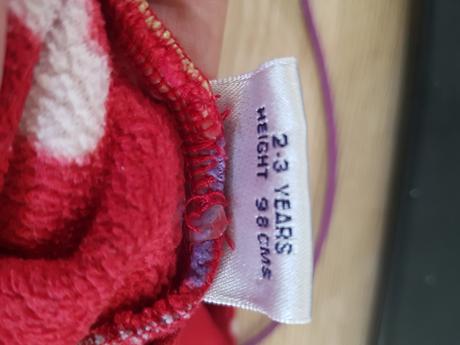 2-3 YEARS
HEIGHT 98 CMS